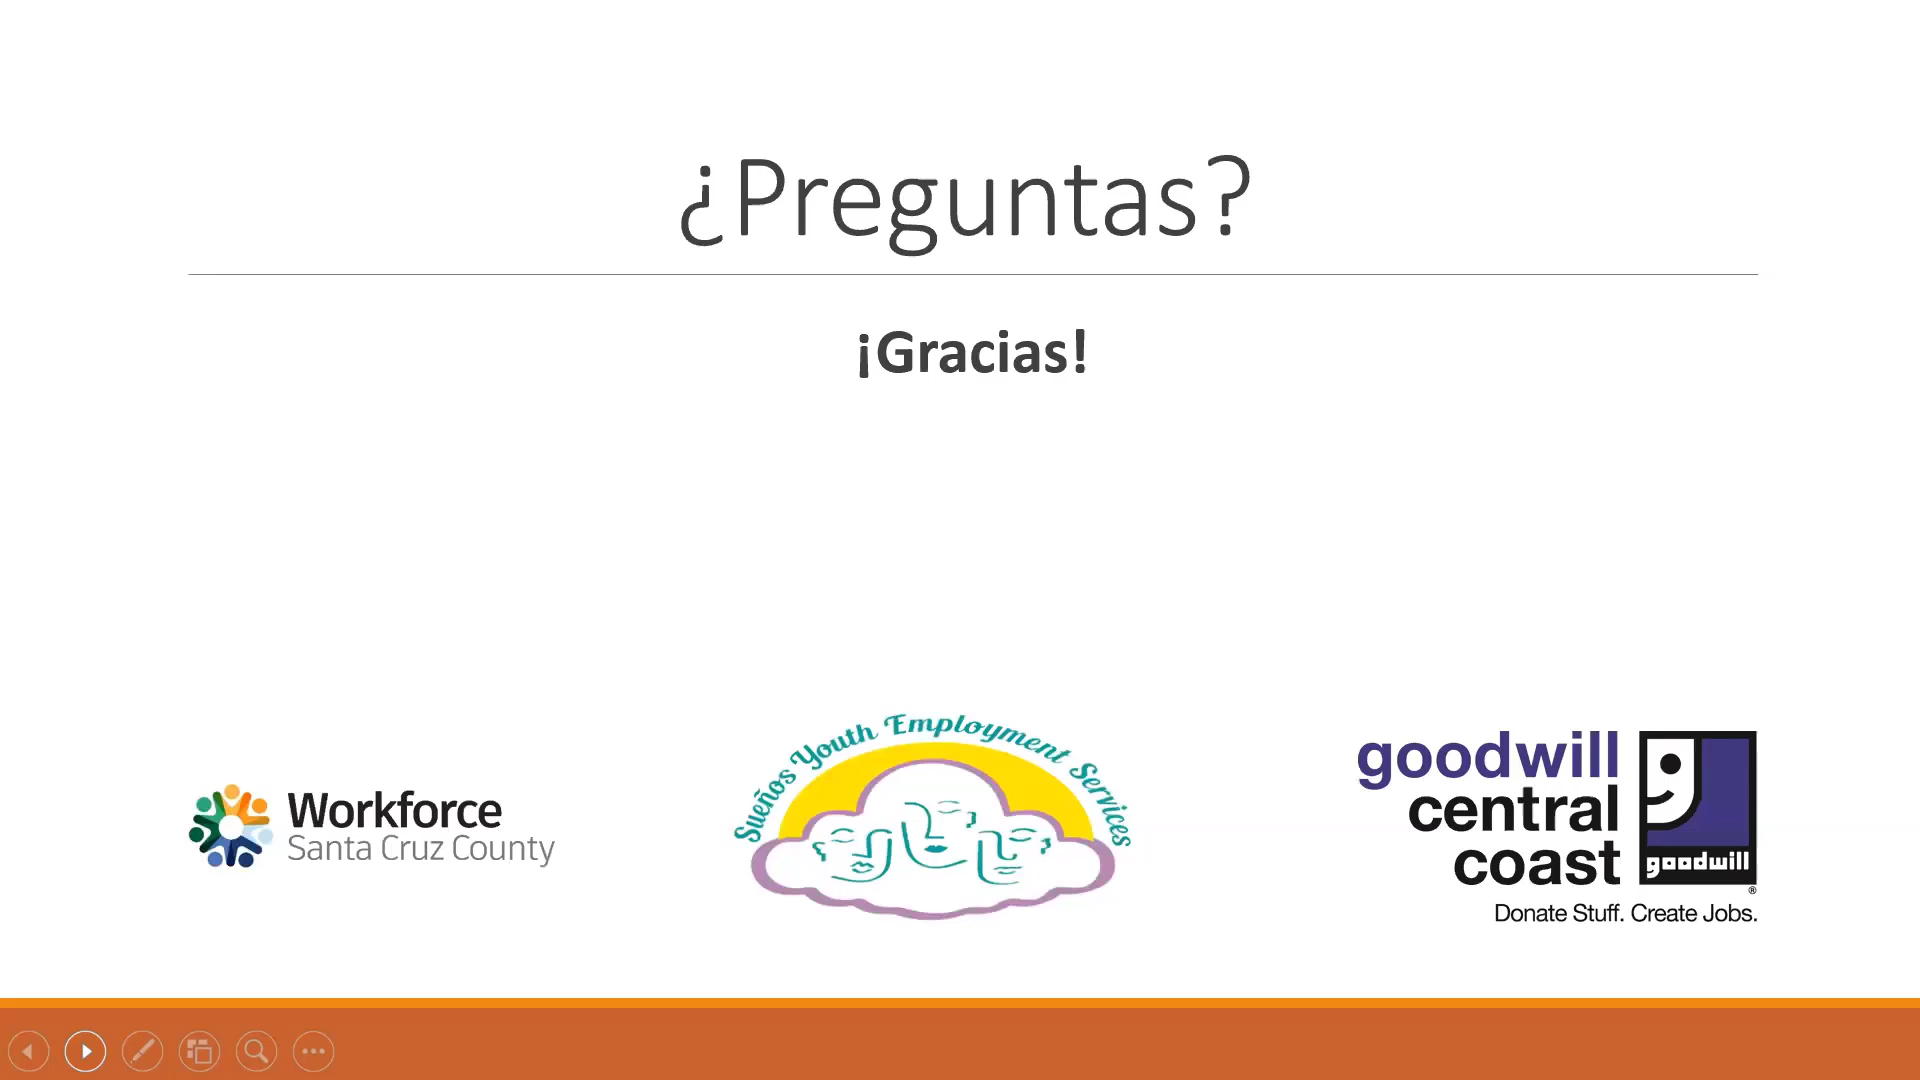 ¿Preguntas?
¡Gracias!
Workforce
Santa Cruz County
Sueños Youth Employment Services
goodwill
central
coast
goodwill
®
Donate Stuff. Create Jobs.